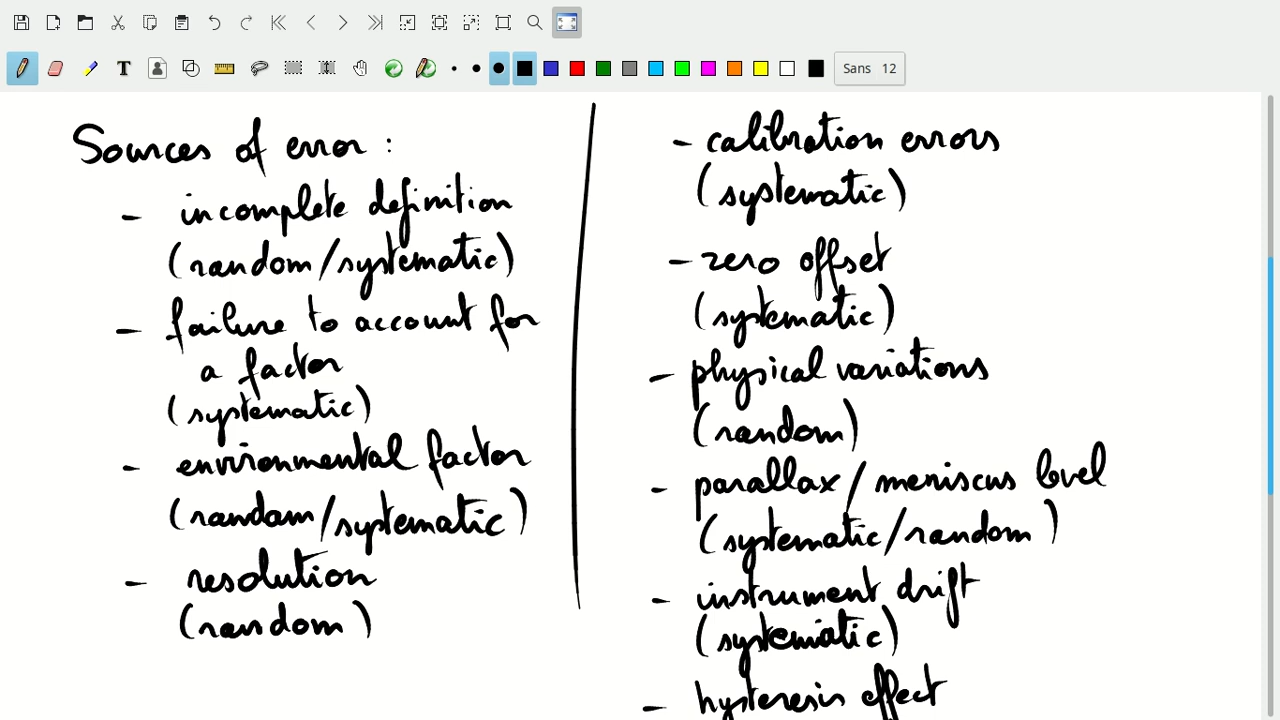 Sans 12
Sources of error :
- incomplete definition
(random/systematic)
- failure to account for
a factor
(systematic)
- environmental factor
(random/systematic)
- resolution
(random)
- calibration errors
(systematic)
- zero offset
(systematic)
- physical variations
(random)
- parallax/meniscus level
(systematic/random)
- instrument drift
(systematic)
- hysteresis effect